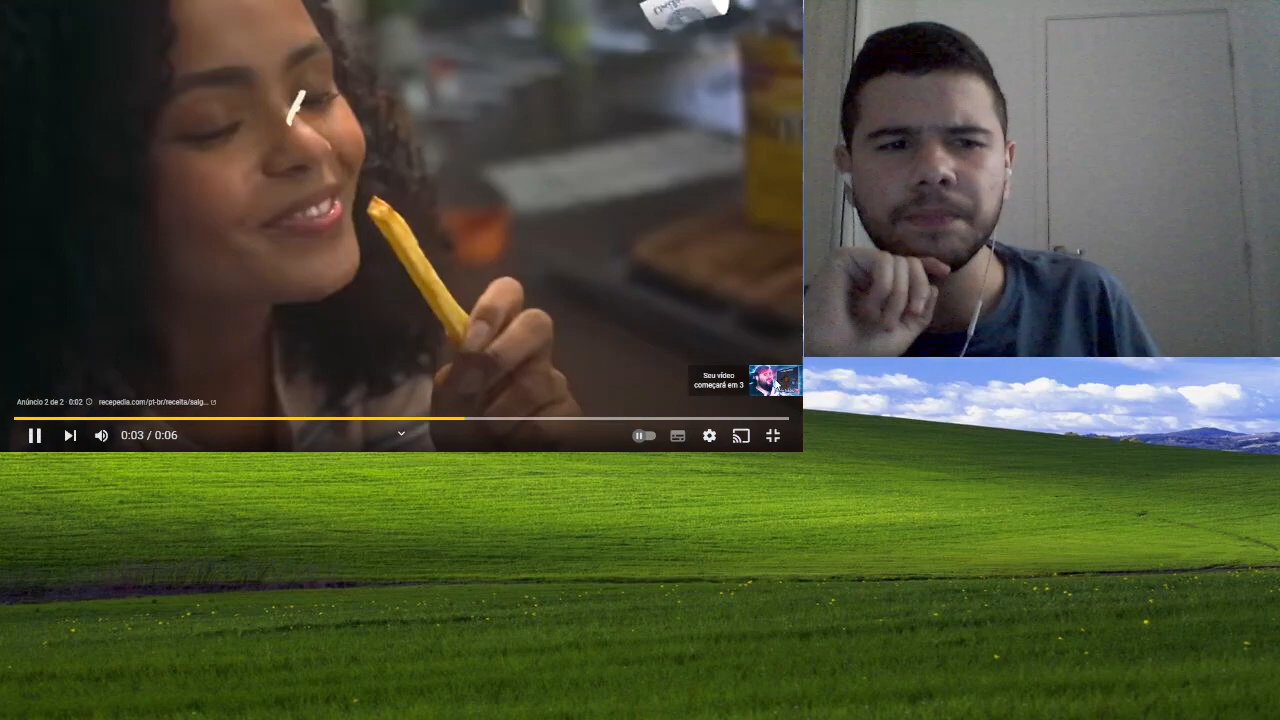 Seu vídeo
começará em 3
Anúncio 2 de 2 · 0:02 recepedia.com/pt-br/receita/salg...
0:03 / 0:06